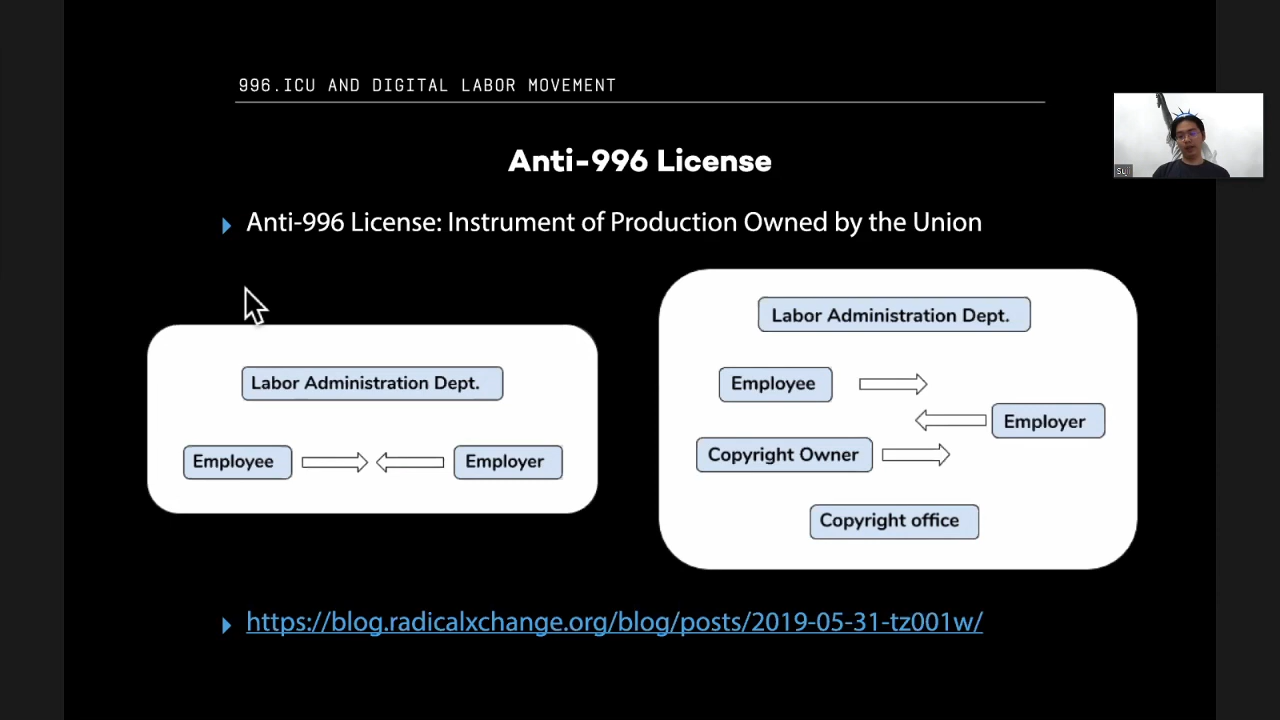 996.ICU AND DIGITAL LABOR MOVEMENT
Anti-996 License
Anti-996 License: Instrument of Production Owned by the Union
Labor Administration Dept.
Employee
Employer
Labor Administration Dept.
Employee
Employer
Copyright Owner
Copyright office
https://blog.radicalxchange.org/blog/posts/2019-05-31-tz001w/